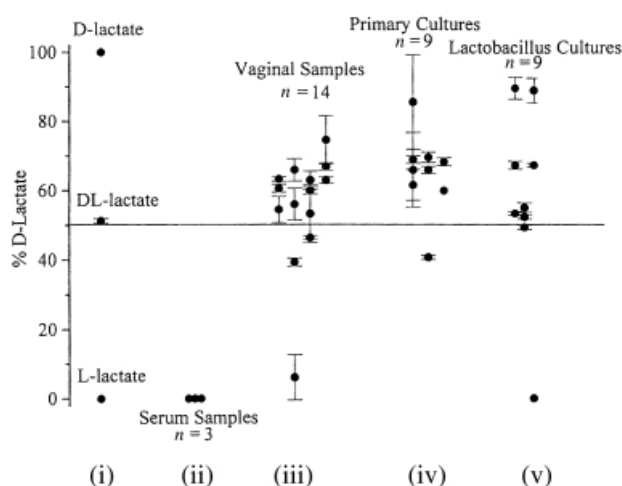 D-lactate
Primary Cultures
n = 9
Lactobacillus Cultures
n = 9
Vaginal Samples
n = 14
100
80
60
40
20
0
% D-Lactate
DL-lactate
L-lactate
Serum Samples
n = 3
(i) (ii) (iii) (iv) (v)